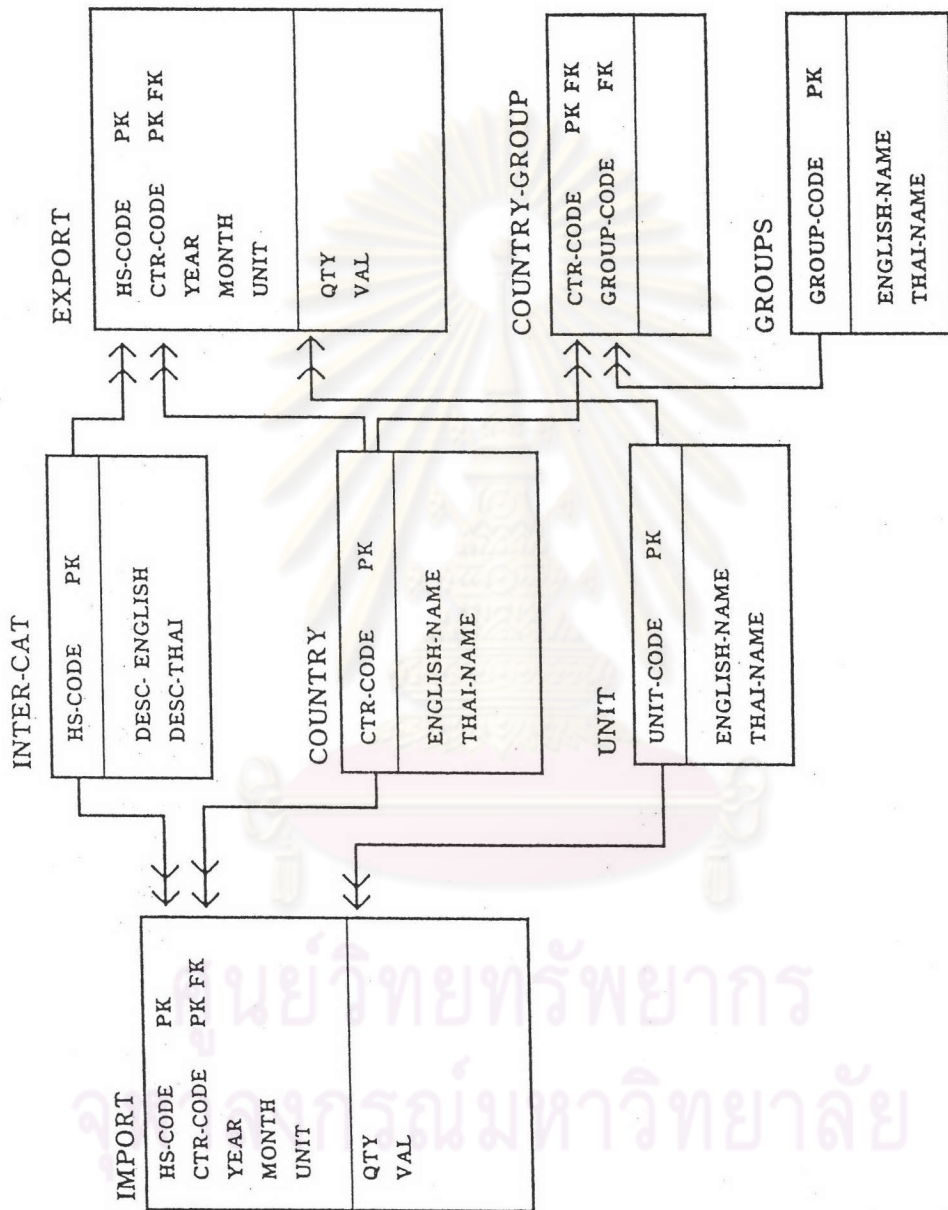 INTER-CAT
HS-CODE PK
DESC- ENGLISH
DESC-THAI
COUNTRY
CTR-CODE PK
ENGLISH-NAME
THAI-NAME
UNIT
UNIT-CODE PK
ENGLISH-NAME
THAI-NAME
IMPORT
HS-CODE PK
CTR-CODE PK FK
YEAR
MONTH
UNIT
QTY
VAL
EXPORT
HS-CODE PK
CTR-CODE PK FK
YEAR
MONTH
UNIT
QTY
VAL
COUNTRY-GROUP
CTR-CODE PK FK
GROUP-CODE FK
GROUPS
GROUP-CODE PK
ENGLISH-NAME
THAI-NAME
ศูนย์วิทยทรัพยากร
จุฬาลงกรณ์มหาวิทยาลัย